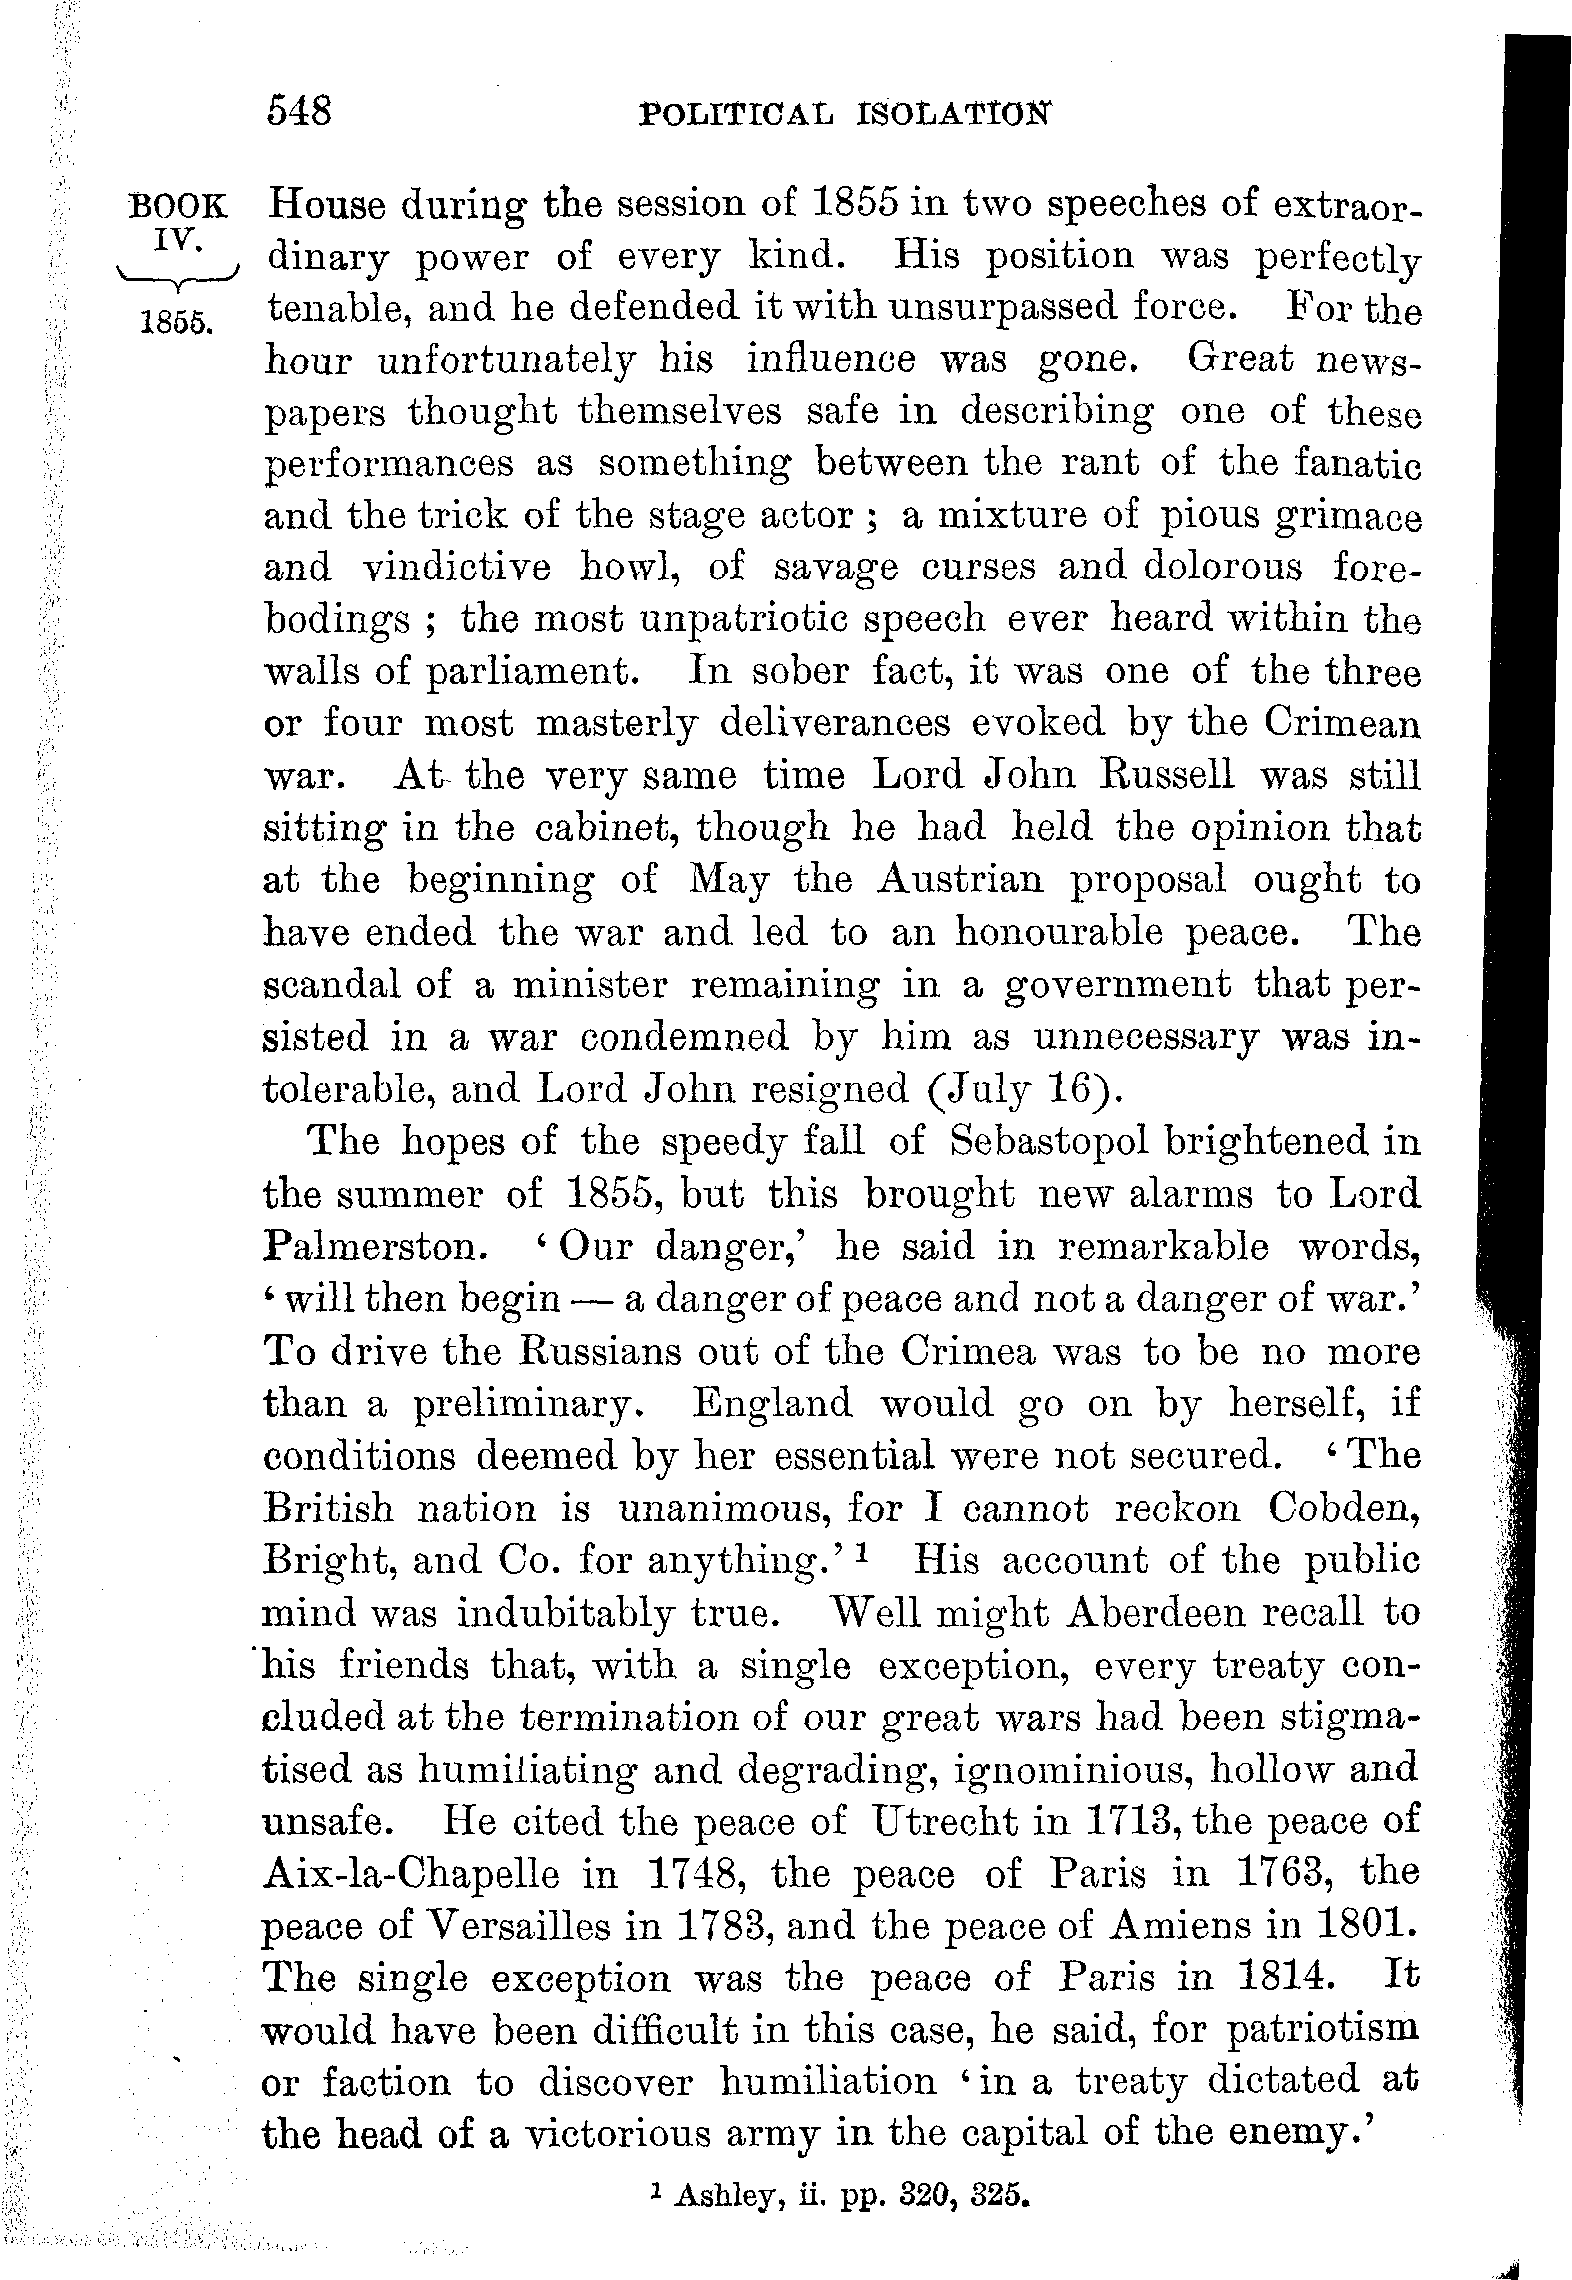 548 POLITICAL ISOLATION
BOOK
IV.
1855.
House during the session of 1855 in two speeches of extraor-
dinary power of every kind. His position was perfectly
tenable, and he defended it with unsurpassed force. For the
hour unfortunately his influence was gone. Great news-
papers thought themselves safe in describing one of these
performances as something between the rant of the fanatic
and the trick of the stage actor ; a mixture of pious grimace
and vindictive howl, of savage curses and dolorous fore-
bodings ; the most unpatriotic speech ever heard within the
walls of parliament. In sober fact, it was one of the three
or four most masterly deliverances evoked by the Crimean
war. At the very same time Lord John Russell was still
sitting in the cabinet, though he had held the opinion that
at the beginning of May the Austrian proposal ought to
have ended the war and led to an honourable peace. The
scandal of a minister remaining in a government that per-
sisted in a war condemned by him as unnecessary was in-
tolerable, and Lord John resigned (July 16).
The hopes of the speedy fall of Sebastopol brightened in
the summer of 1855, but this brought new alarms to Lord
Palmerston. ‘ Our danger,’ he said in remarkable words,
‘ will then begin — a danger of peace and not a danger of war.’
To drive the Russians out of the Crimea was to be no more
than a preliminary. England would go on by herself, if
conditions deemed by her essential were not secured. ‘ The
British nation is unanimous, for I cannot reckon Cobden,
Bright, and Co. for anything.’ 1 His account of the public
mind was indubitably true. Well might Aberdeen recall to
his friends that, with a single exception, every treaty con-
cluded at the termination of our great wars had been stigma-
tised as humiliating and degrading, ignominious, hollow and
unsafe. He cited the peace of Utrecht in 1713, the peace of
Aix-la-Chapelle in 1748, the peace of Paris in 1763, the
peace of Versailles in 1783, and the peace of Amiens in 1801.
The single exception was the peace of Paris in 1814. It
would have been difficult in this case, he said, for patriotism
or faction to discover humiliation ‘ in a treaty dictated at
the head of a victorious army in the capital of the enemy.’
1 Ashley, ii. pp. 320, 325.